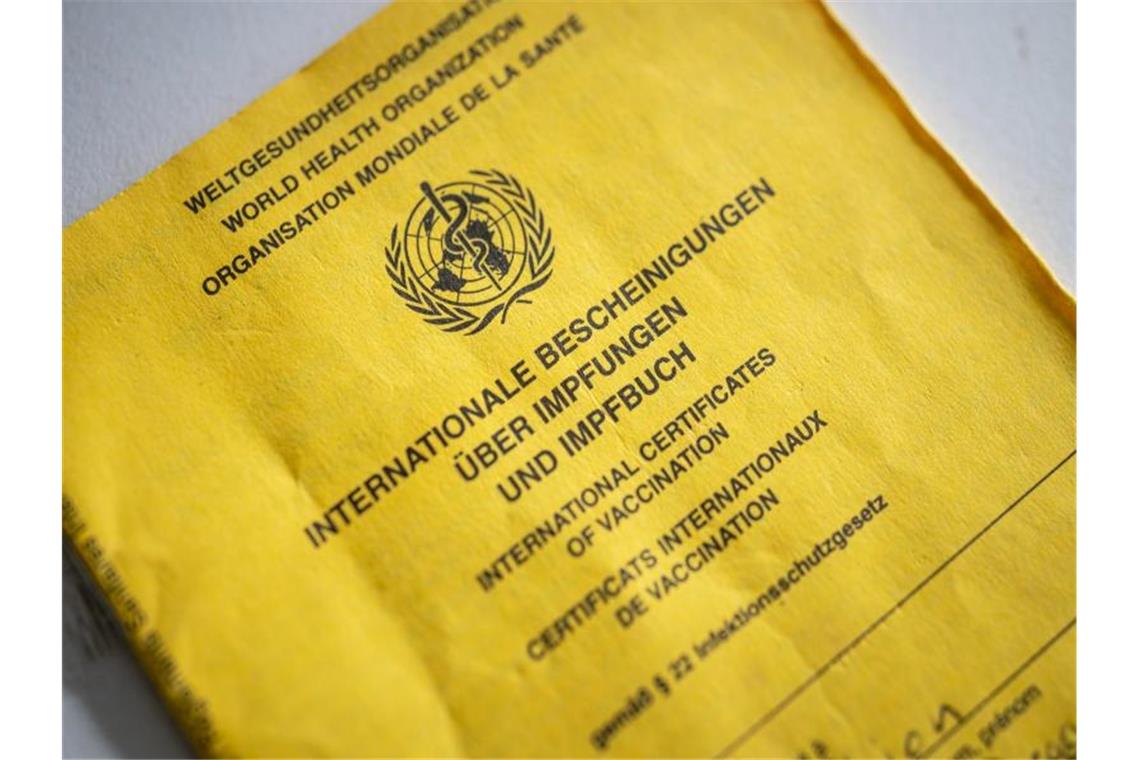 WELTGESUNDHEITSORGANISATION
WORLD HEALTH ORGANIZATION
ORGANISATION MONDIALE DE LA SANTÉ
INTERNATIONALE BESCHEINIGUNGEN
ÜBER IMPFUNGEN
UND IMPFBUCH
INTERNATIONAL CERTIFICATES
OF VACCINATION
CERTIFICATS INTERNATIONAUX
DE VACCINATION
gemäß § 22 Infektionsschutzgesetz
prénom